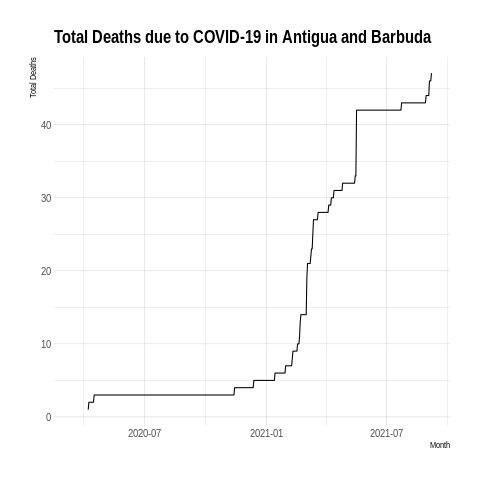 Total Deaths due to COVID-19 in Antigua and Barbuda
Total Deaths
40
30
20
10
0
2020-07
2021-01
2021-07
Month